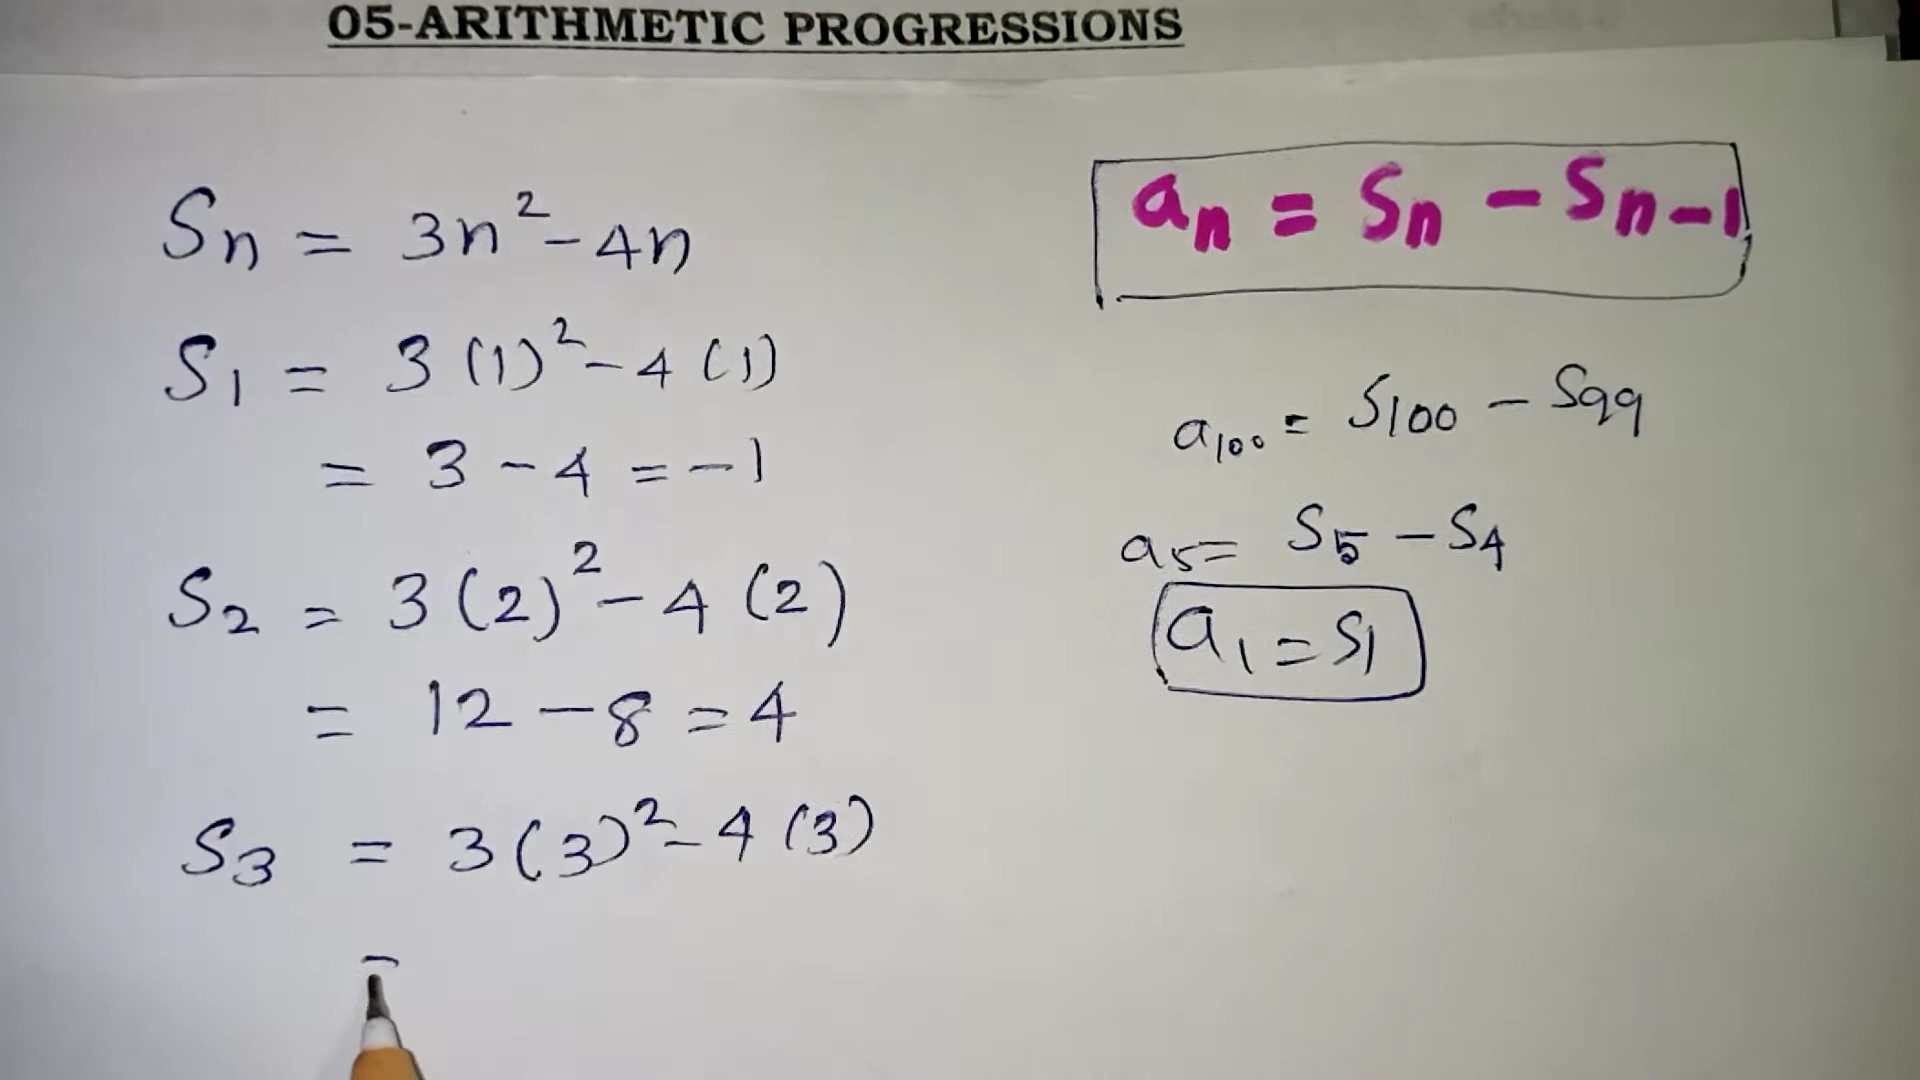 05-ARITHMETIC PROGRESSIONS
Sn = 3n² - 4n
S₁ = 3(1)² - 4(1)
= 3 - 4 = -1
S₂ = 3(2)² - 4(2)
= 12 - 8 = 4
S₃ = 3(3)² - 4(3)
an = Sn - Sn-1
a₁₀₀ = S₁₀₀ - S₉₉
a₅ = S₅ - S₄
a₁ = S₁